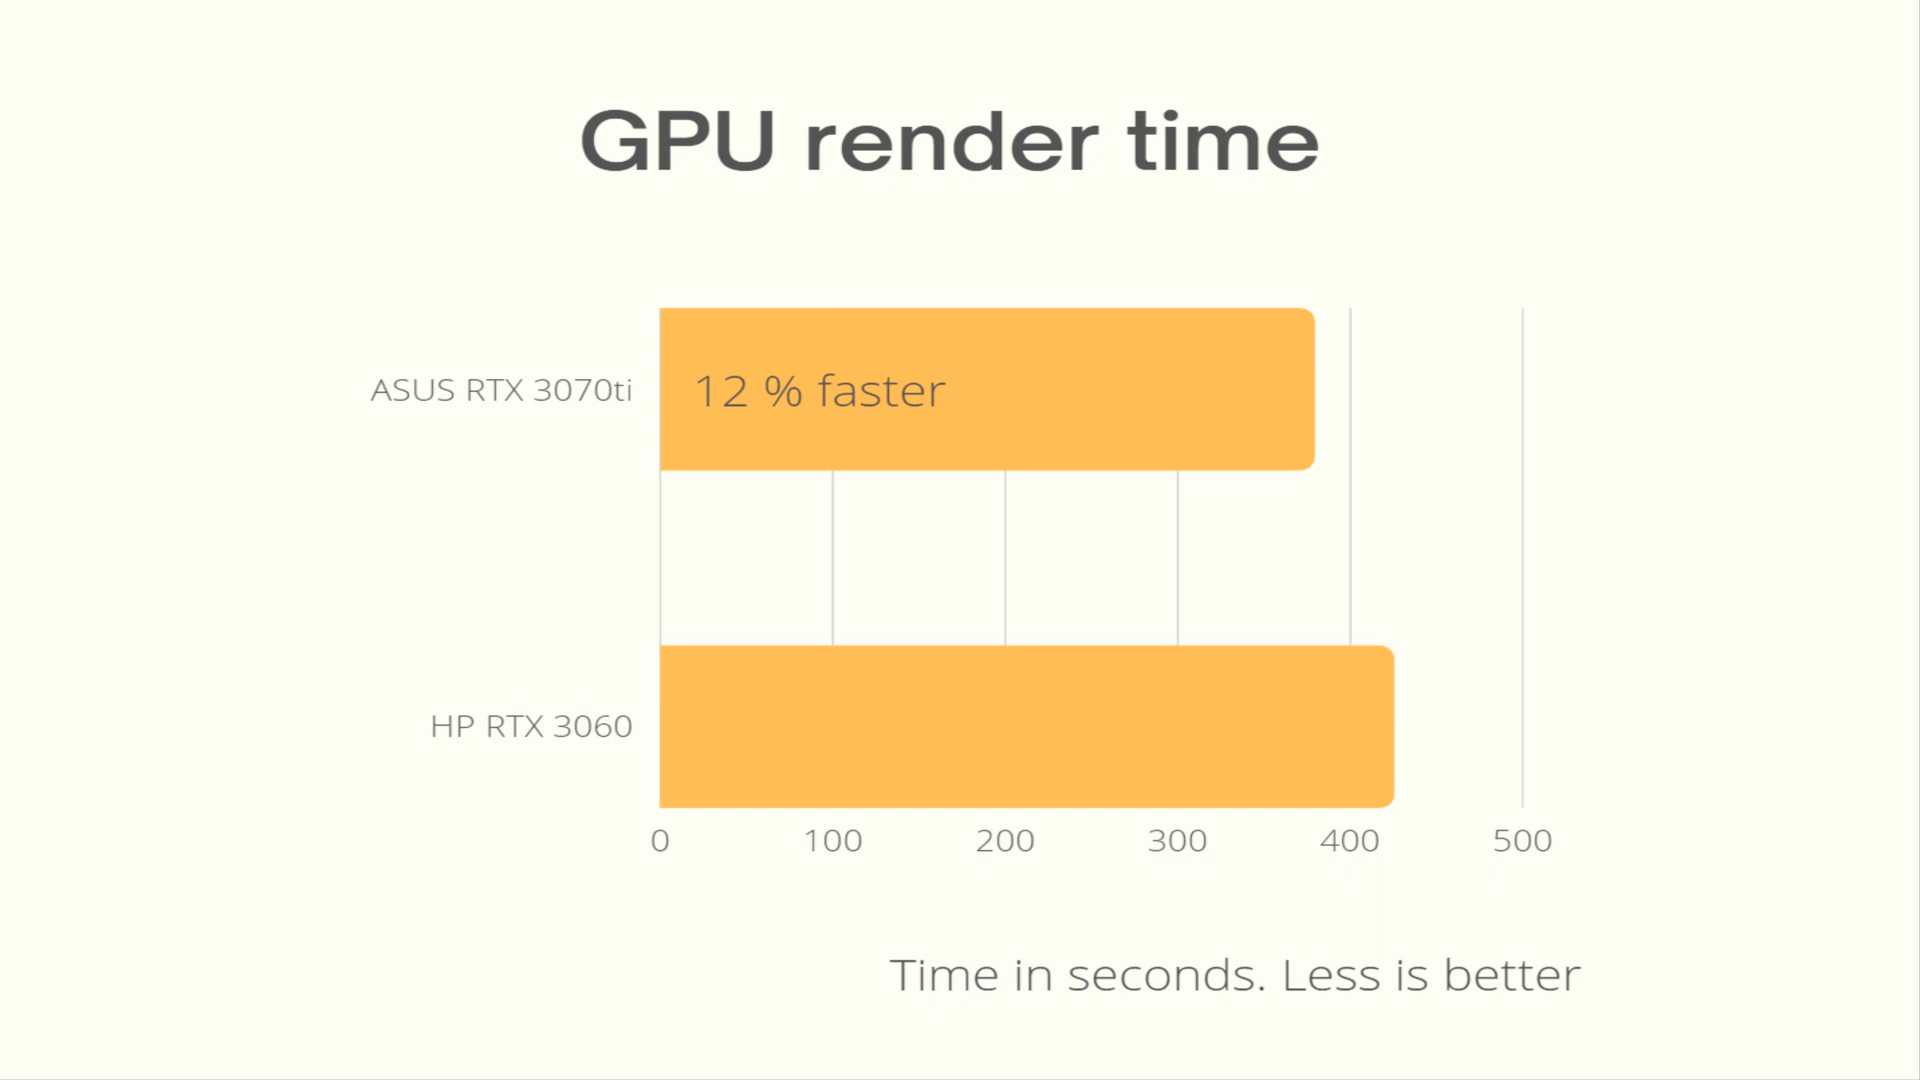 GPU render time
ASUS RTX 3070ti
12 % faster
HP RTX 3060
0 100 200 300 400 500
Time in seconds. Less is better